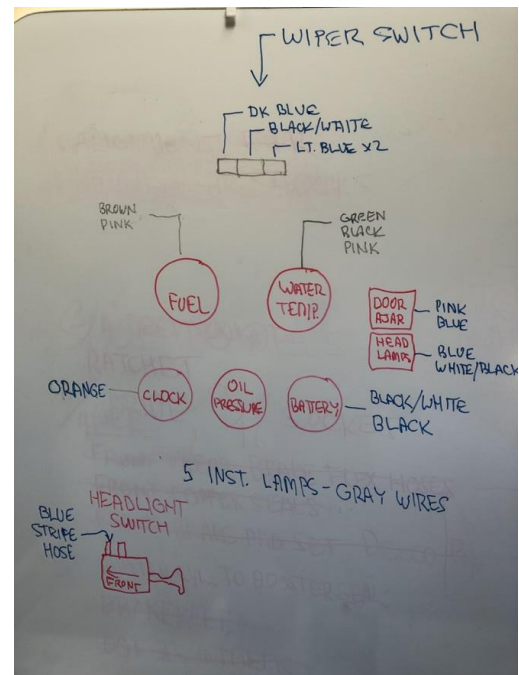 WIPER SWITCH
DK BLUE
BLACK/WHITE
LT. BLUE X2
BROWN
PINK
GREEN
BLACK
PINK
FUEL
WATER
TEMP.
DOOR
AJAR
PINK
BLUE
HEAD
LAMPS
BLUE
WHITE/BLACK
ORANGE
CLOCK
OIL
PRESSURE
BATTERY
BLACK/WHITE
BLACK
5 INST. LAMPS - GRAY WIRES
HEADLIGHT
SWITCH
BLUE
STRIPE
HOSE
FRONT